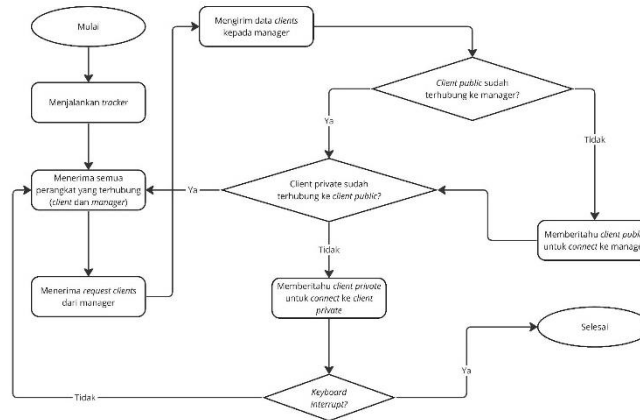 Mulai
Menjalankan tracker
Menerima semua
perangkat yang terhubung
(client dan manager)
Menerima request clients
dari manager
Mengirim data clients
kepada manager
Client public sudah
terhubung ke manager?
Ya
Tidak
Memberitahu client public
untuk connect ke manager
Client private sudah
terhubung ke client public?
Ya
Tidak
Memberitahu client private
untuk connect ke client
private
Keyboard
interrupt?
Tidak
Ya
Selesai